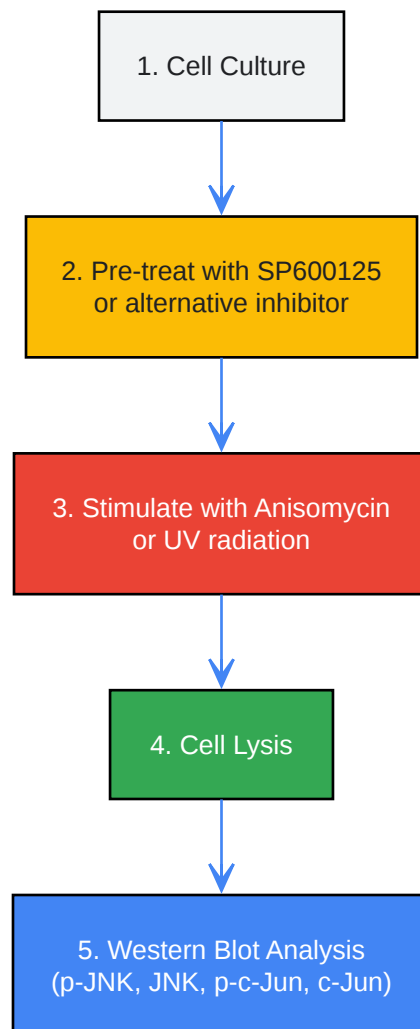 1. Cell Culture
2. Pre-treat with SP600125
or alternative inhibitor
3. Stimulate with Anisomycin
or UV radiation
4. Cell Lysis
5. Western Blot Analysis
(p-JNK, JNK, p-c-Jun, c-Jun)